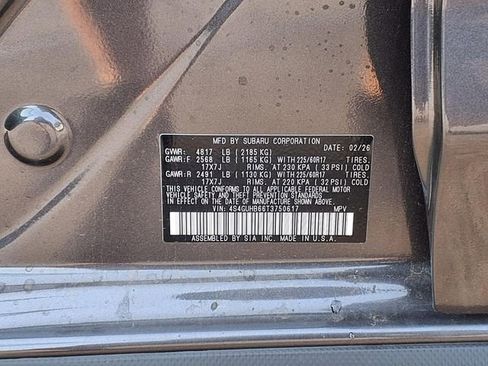 MFD BY SUBARU CORPORATION DATE: 02/26
GVWR: 4817 LB (2185 KG)
GAWR:F 2568 LB (1165 KG) WITH 225/60R17 TIRES,
17X7J RIMS, AT 230 KPA (33 PSI) COLD
GAWR:R 2491 LB (1130 KG) WITH 225/60R17 TIRES,
17X7J RIMS, AT 220 KPA (32 PSI) COLD
THIS VEHICLE CONFORMS TO ALL APPLICABLE FEDERAL MOTOR
VEHICLE SAFETY AND THEFT PREVENTION STANDARDS
IN EFFECT ON THE DATE OF MANUFACTURE
SHOWN ABOVE.
VIN: 4S4GUHB66T3750617 MPV
ASSEMBLED BY SIA INC. MADE IN U.S.A.